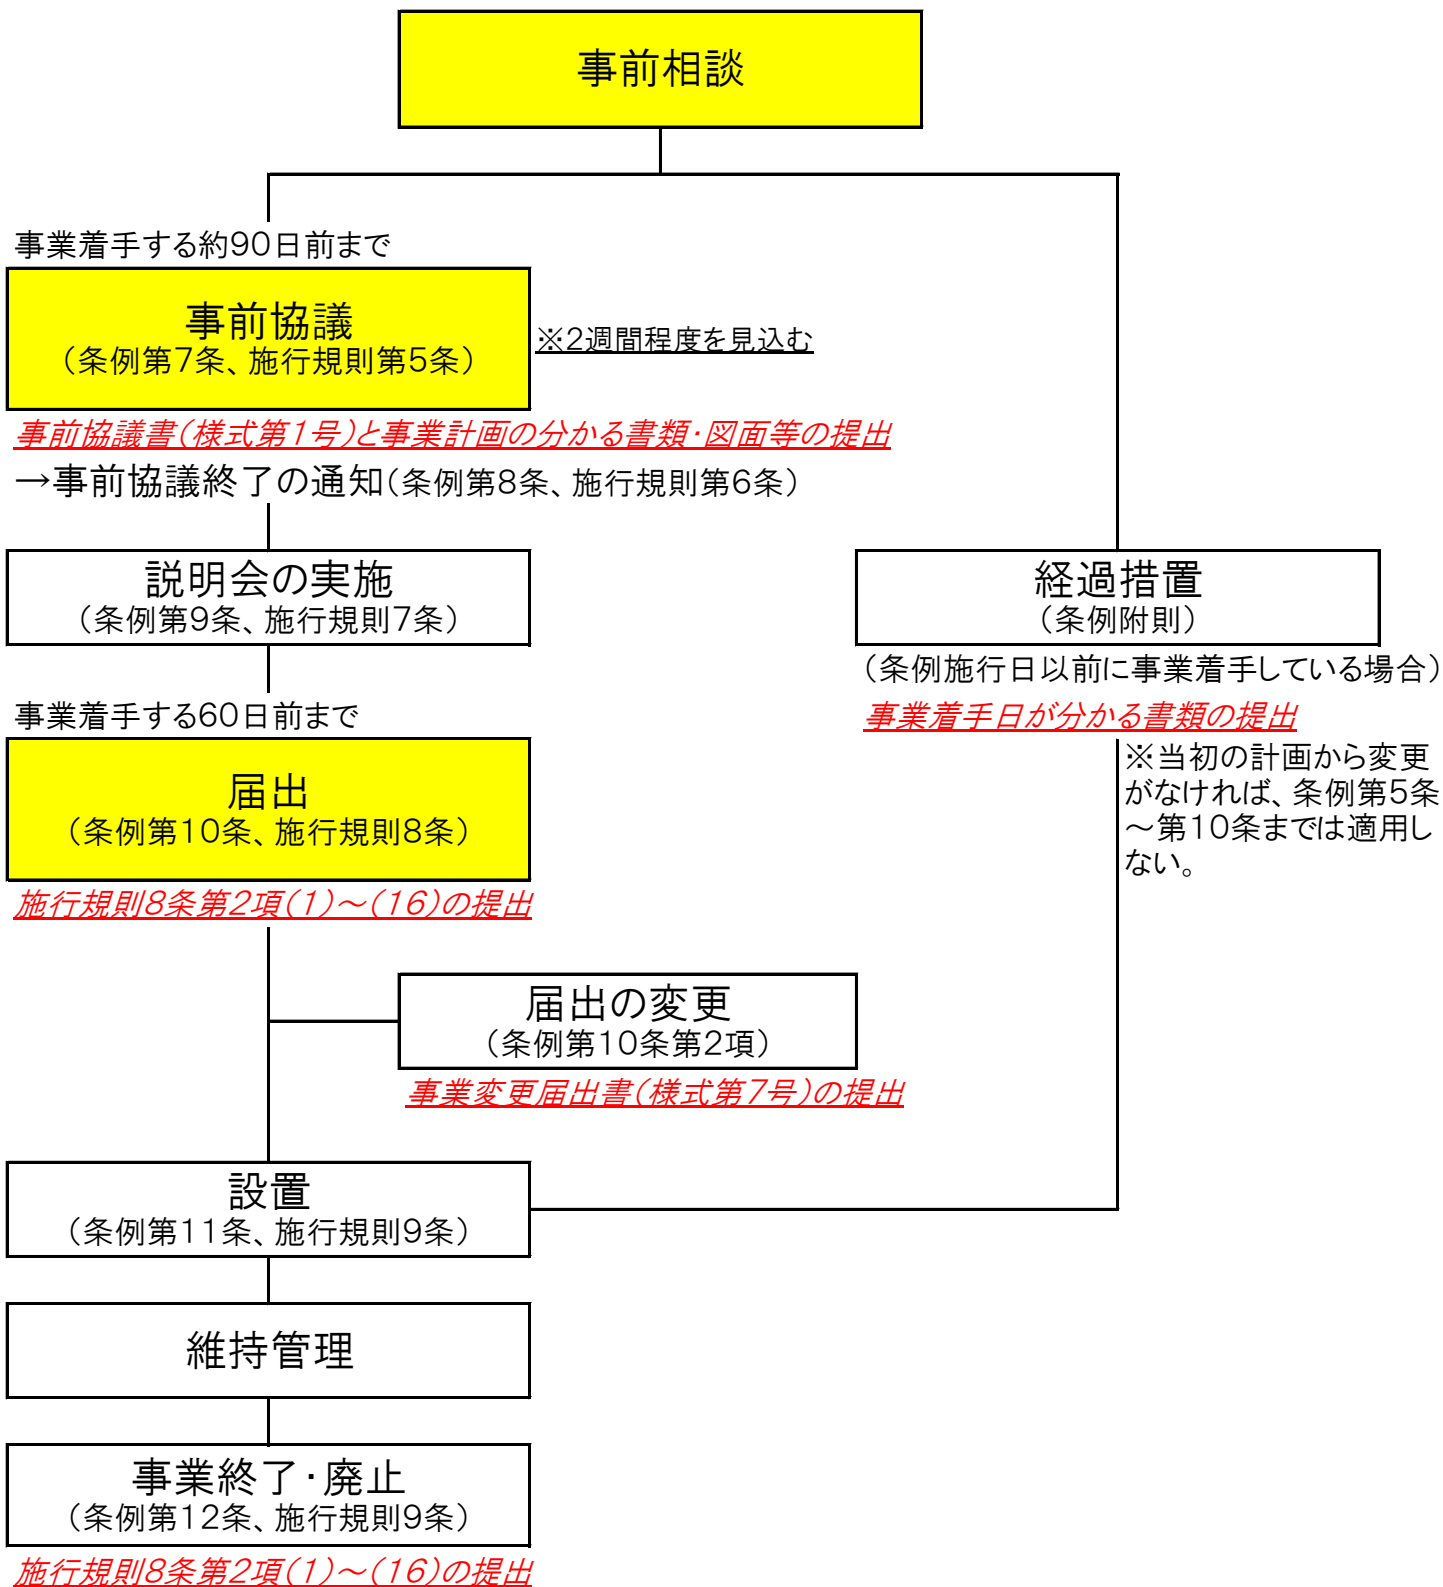 事前相談
事業着手する約90日前まで
事前協議
（条例第7条、施行規則第5条）
※2週間程度を見込む
事前協議書（様式第1号）と事業計画の分かる書類・図面等の提出
→事前協議終了の通知（条例第8条、施行規則第6条）
説明会の実施
（条例第9条、施行規則7条）
経過措置
（条例附則）
（条例施行日以前に事業着手している場合）
事業着手日が分かる書類の提出
※当初の計画から変更
がなければ、条例第5条
～第10条までは適用し
ない。
事業着手する60日前まで
届出
（条例第10条、施行規則8条）
施行規則8条第2項（1）～（16）の提出
届出の変更
（条例第10条第2項）
事業変更届出書（様式第7号）の提出
設置
（条例第11条、施行規則9条）
維持管理
事業終了・廃止
（条例第12条、施行規則9条）
施行規則8条第2項（1）～（16）の提出